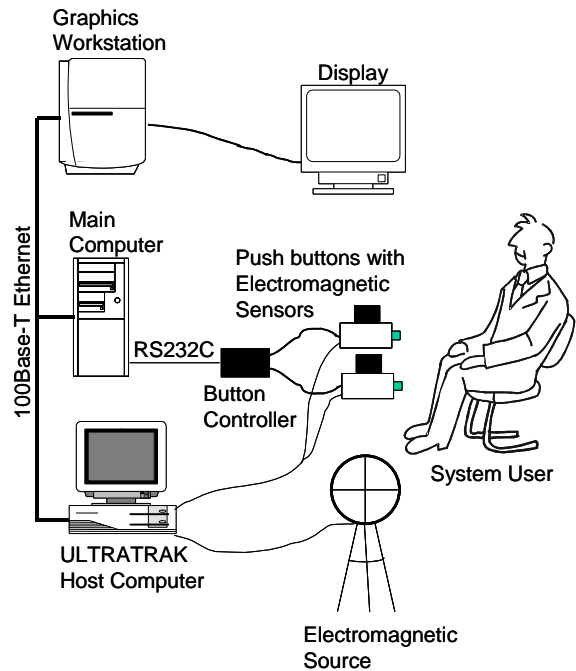 Graphics
Workstation
Display
100Base-T Ethernet
Main
Computer
Push buttons with
Electromagnetic
Sensors
RS232C
Button
Controller
System User
ULTRATRAK
Host Computer
Electromagnetic
Source